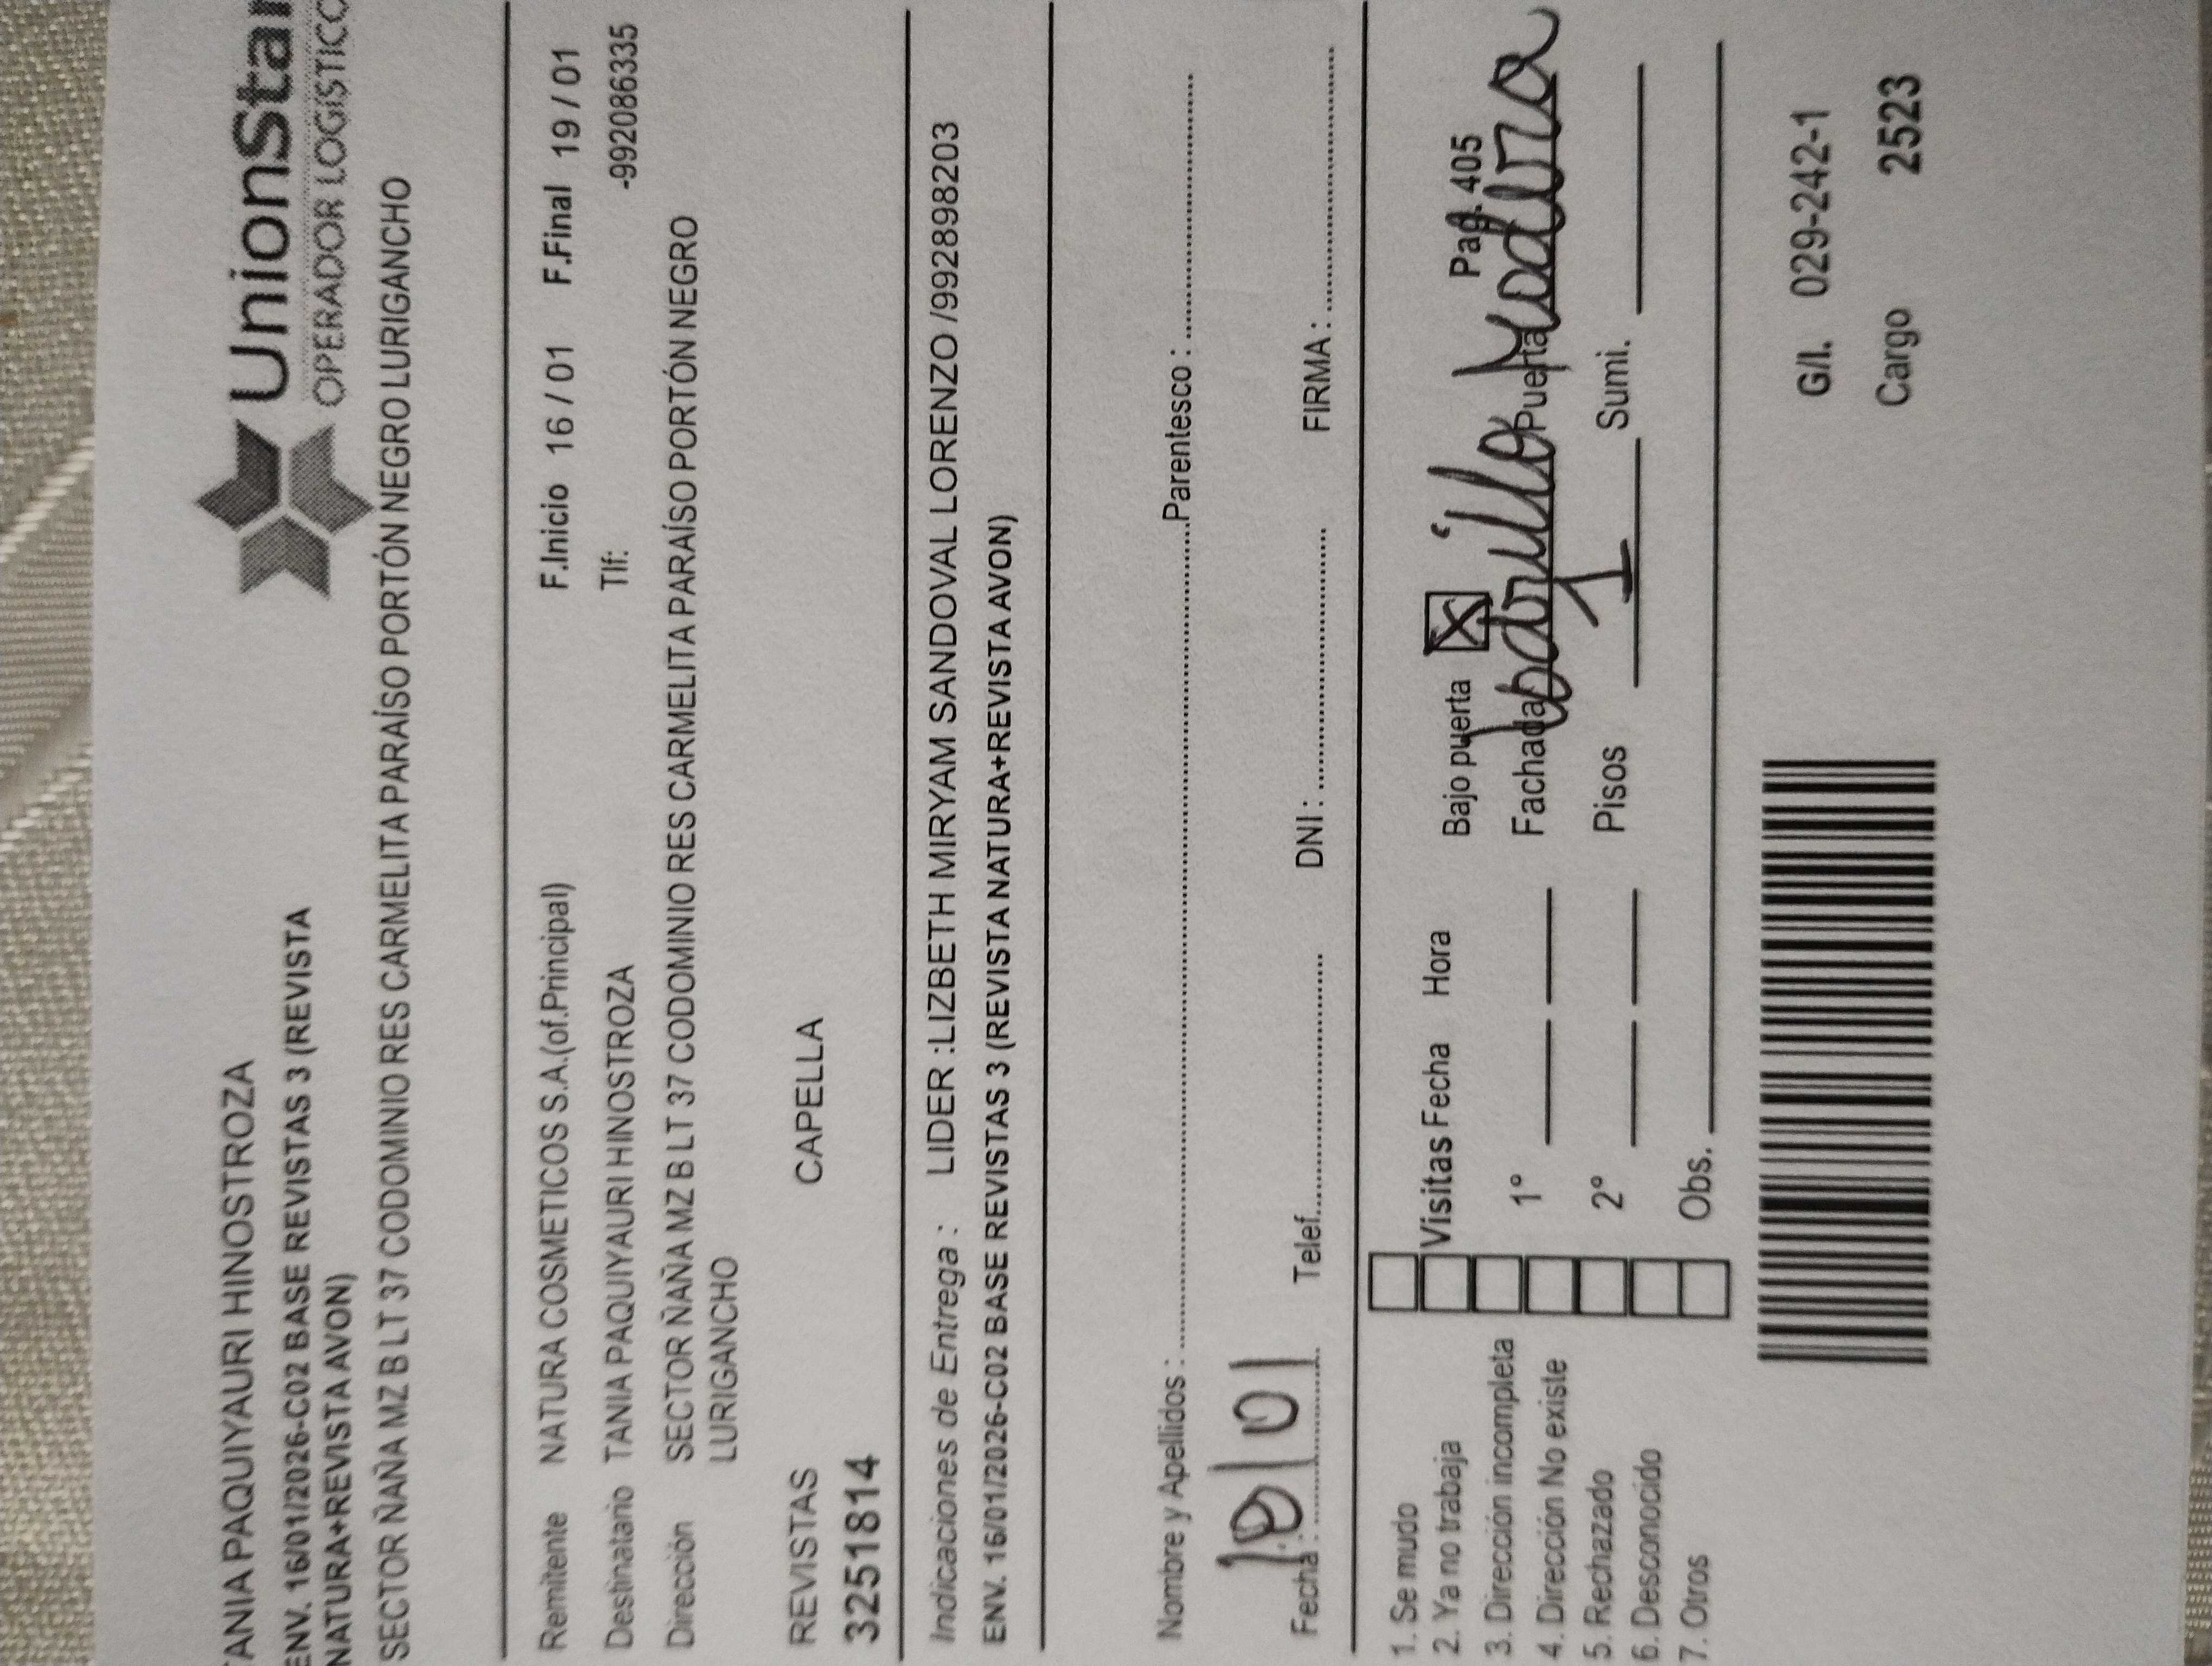 UnionStar
OPERADOR LOGÍSTICO
TANIA PAQUIYAURI HINOSTROZA
ENV. 16/01/2026-C02 BASE REVISTAS 3 (REVISTA
NATURA+REVISTA AVON)
SECTOR ÑAÑA MZ B LT 37 CODOMINIO RES CARMELITA PARAÍSO PORTÓN NEGRO LURIGANCHO
Remitente NATURA COSMETICOS S.A.(of.Principal) F.Inicio 16 / 01 F.Final 19 / 01
Destinatario TANIA PAQUIYAURI HINOSTROZA Tlf: -992086335
Dirección SECTOR ÑAÑA MZ B LT 37 CODOMINIO RES CARMELITA PARAÍSO PORTÓN NEGRO
LURIGANCHO
REVISTAS CAPELLA
3251814
Indicaciones de Entrega : LIDER :LIZBETH MIRYAM SANDOVAL LORENZO /992898203
ENV. 16/01/2026-C02 BASE REVISTAS 3 (REVISTA NATURA+REVISTA AVON)
Nombre y Apellidos : Parentesco :
Fecha : Telef. DNI : FIRMA :
1. Se mudo
2. Ya no trabaja Visitas Fecha Hora Bajo puerta X Pag. 405
3. Dirección incompleta
4. Dirección No existe 1° Fachada ladrillo Puerta Madera
5. Rechazado
6. Desconocido 2° Pisos 1 Sumi.
7. Otros Obs.
G/I. 029-242-1
Cargo 2523